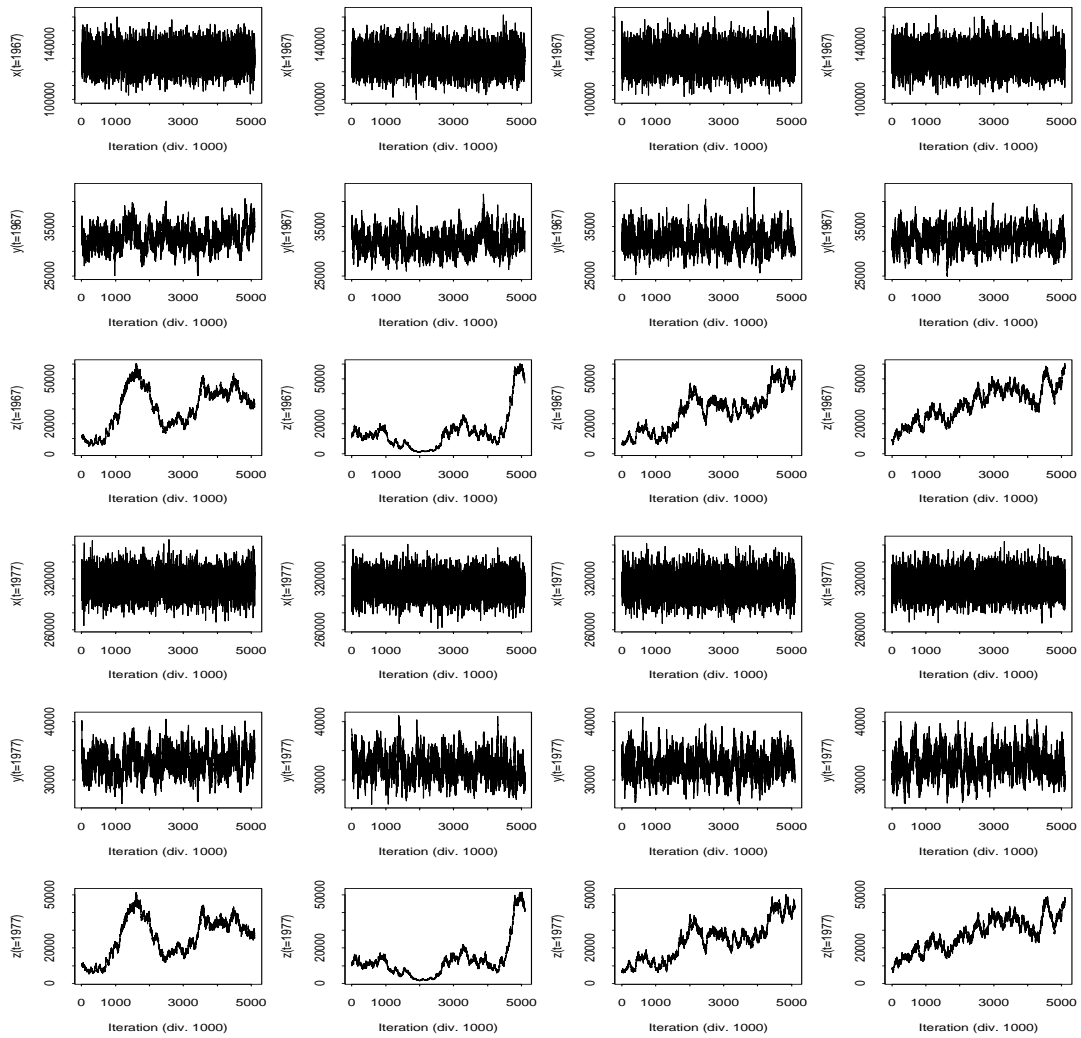 x(t=1967) 100000 140000 x(t=1967) 100000 140000 x(t=1967) 100000 140000 x(t=1967) 100000 140000
0 1000 3000 5000 0 1000 3000 5000 0 1000 3000 5000 0 1000 3000 5000
Iteration (div. 1000) Iteration (div. 1000) Iteration (div. 1000) Iteration (div. 1000)
y(t=1967) 25000 35000 y(t=1967) 25000 35000 y(t=1967) 25000 35000 y(t=1967) 25000 35000
0 1000 3000 5000 0 1000 3000 5000 0 1000 3000 5000 0 1000 3000 5000
Iteration (div. 1000) Iteration (div. 1000) Iteration (div. 1000) Iteration (div. 1000)
z(t=1967) 0 20000 50000 z(t=1967) 0 20000 50000 z(t=1967) 0 20000 50000 z(t=1967) 0 20000 50000
0 1000 3000 5000 0 1000 3000 5000 0 1000 3000 5000 0 1000 3000 5000
Iteration (div. 1000) Iteration (div. 1000) Iteration (div. 1000) Iteration (div. 1000)
x(t=1977) 260000 320000 x(t=1977) 260000 320000 x(t=1977) 260000 320000 x(t=1977) 260000 320000
0 1000 3000 5000 0 1000 3000 5000 0 1000 3000 5000 0 1000 3000 5000
Iteration (div. 1000) Iteration (div. 1000) Iteration (div. 1000) Iteration (div. 1000)
y(t=1977) 30000 40000 y(t=1977) 30000 40000 y(t=1977) 30000 40000 y(t=1977) 30000 40000
0 1000 3000 5000 0 1000 3000 5000 0 1000 3000 5000 0 1000 3000 5000
Iteration (div. 1000) Iteration (div. 1000) Iteration (div. 1000) Iteration (div. 1000)
z(t=1977) 0 20000 50000 z(t=1977) 0 20000 50000 z(t=1977) 0 20000 50000 z(t=1977) 0 20000 50000
0 1000 3000 5000 0 1000 3000 5000 0 1000 3000 5000 0 1000 3000 5000
Iteration (div. 1000) Iteration (div. 1000) Iteration (div. 1000) Iteration (div. 1000)